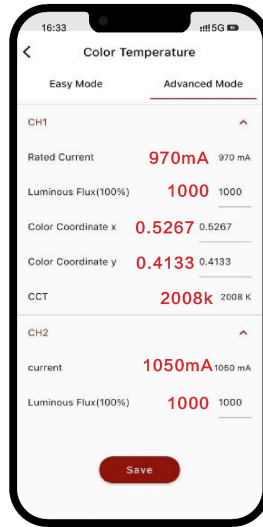 16:33 5G
Color Temperature
Easy Mode Advanced Mode
CH1
Rated Current 970mA 970 mA
Luminous Flux(100%) 1000 1000
Color Coordinate x 0.5267 0.5267
Color Coordinate y 0.4133 0.4133
CCT 2008k 2008 K
CH2
current 1050mA 1050 mA
Luminous Flux(100%) 1000 1000
Save